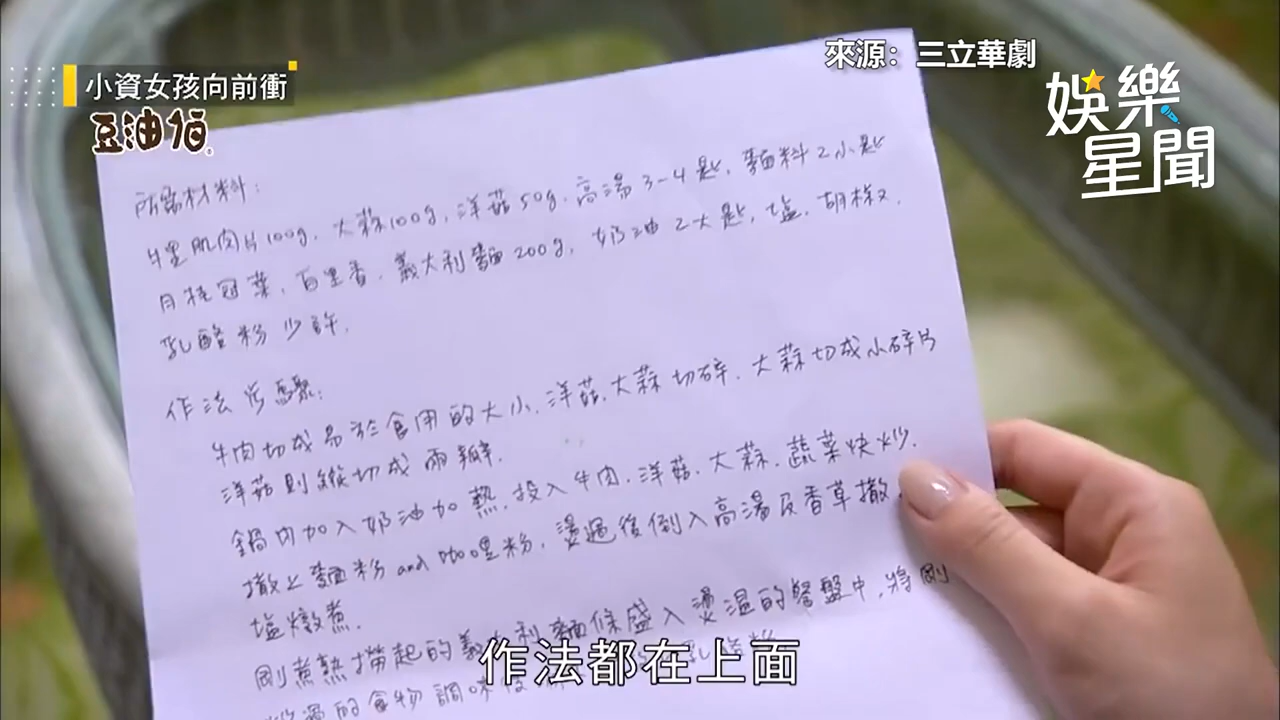 來源：三立華劇
娛樂
星聞
小資女孩向前衝
豆油伯
所需材料：
牛里肌肉片100g、大蒜100g、洋菇50g、高湯3-4匙、麵料2小匙
月桂冠葉、百里香、義大利麵200g、奶油2大匙、塩、胡椒、
乳酪粉少許.
作法步驟：
牛肉切成易於食用的大小、洋菇、大蒜切碎、大蒜切成小碎片
洋菇則縱切成兩瓣.
鍋內加入奶油加熱、投入牛肉、洋菇、大蒜、蔬菜快炒.
撒上麵粉and咖哩粉、燙過後倒入高湯及香草撒
塩燉煮.
剛煮熱撈起的義大利麵條盛入燙溫的餐盤中,將剛
過的食物調味
作法都在上面